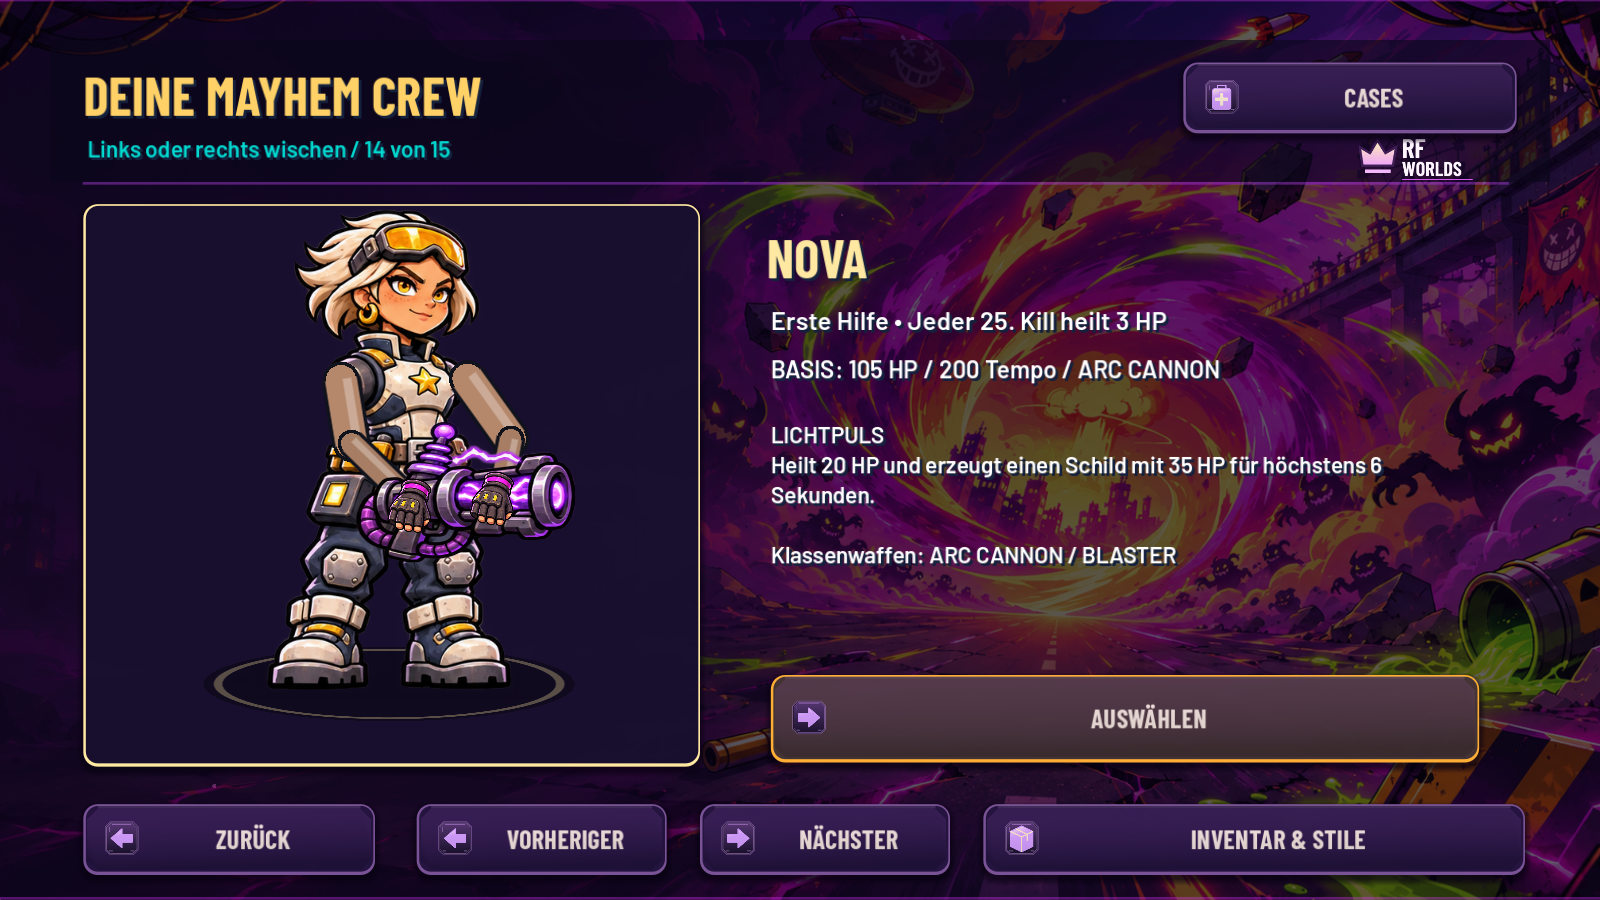 DEINE MAYHEM CREW
Links oder rechts wischen / 14 von 15
CASES
RF
WORLDS
NOVA
Erste Hilfe • Jeder 25. Kill heilt 3 HP
BASIS: 105 HP / 200 Tempo / ARC CANNON
LICHTPULS
Heilt 20 HP und erzeugt einen Schild mit 35 HP für höchstens 6
Sekunden.
Klassenwaffen: ARC CANNON / BLASTER
AUSWÄHLEN
ZURÜCK
VORHERIGER
NÄCHSTER
INVENTAR & STILE